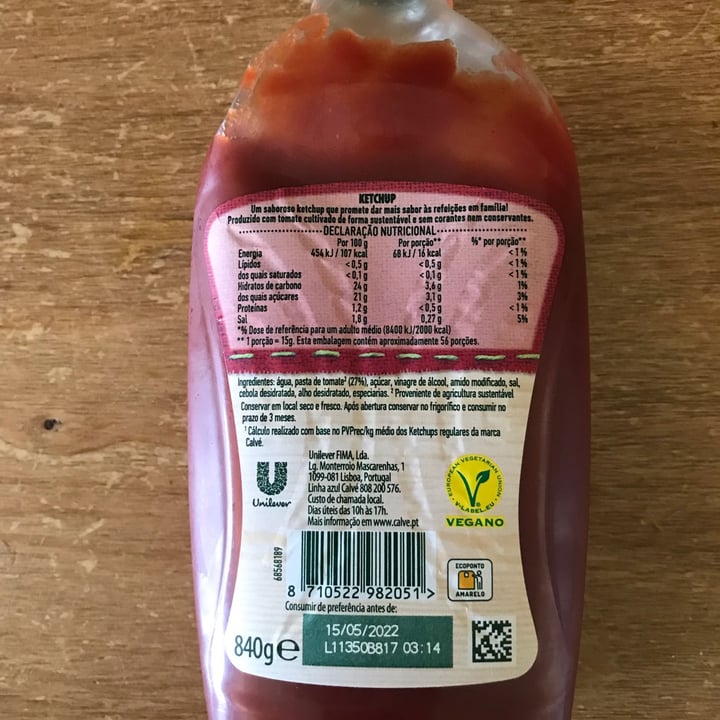 KETCHUP
Um saboroso ketchup que promete dar mais sabor às refeições em família!
Produzido com tomate cultivado de forma sustentável e sem corantes nem conservantes.
DECLARAÇÃO NUTRICIONAL
Por 100 g Por porção** %* por porção**
Energia 454 kJ / 107 kcal 68 kJ / 16 kcal < 1 %
Lípidos < 0,5 g < 0,5 g < 1 %
dos quais saturados < 0,1 g < 0,1 g < 1 %
Hidratos de carbono 24 g 3,6 g 1%
dos quais açúcares 21 g 3,1 g 3%
Proteínas 1,2 g < 0,5 g < 1 %
Sal 1,8 g 0,27 g 5%
*% Dose de referência para um adulto médio (8400 kJ/2000 kcal)
** 1 porção = 15g. Esta embalagem contém aproximadamente 56 porções.
Ingredientes: água, pasta de tomate² (27%), açúcar, vinagre de álcool, amido modificado, sal,
cebola desidratada, alho desidratado, especiarias. ² Proveniente de agricultura sustentável
Conservar em local seco e fresco. Após abertura conservar no frigorífico e consumir no
prazo de 3 meses.
¹ Cálculo realizado com base no PVPrec/kg médio dos Ketchups regulares da marca
Calvé.
Unilever FIMA, Lda.
Lg. Monterroio Mascarenhas, 1
1099-081 Lisboa, Portugal
Linha azul Calvé 808 200 576.
Custo de chamada local.
Dias úteis das 10h às 17h.
Mais informação em www.calve.pt
Unilever
EUROPEAN VEGETARIAN UNION
V-LABEL.EU
VEGANO
68568189
8 710522 982051 >
ECOPONTO
AMARELO
Consumir de preferência antes de:
15/05/2022
L11350B817 03:14
840g e